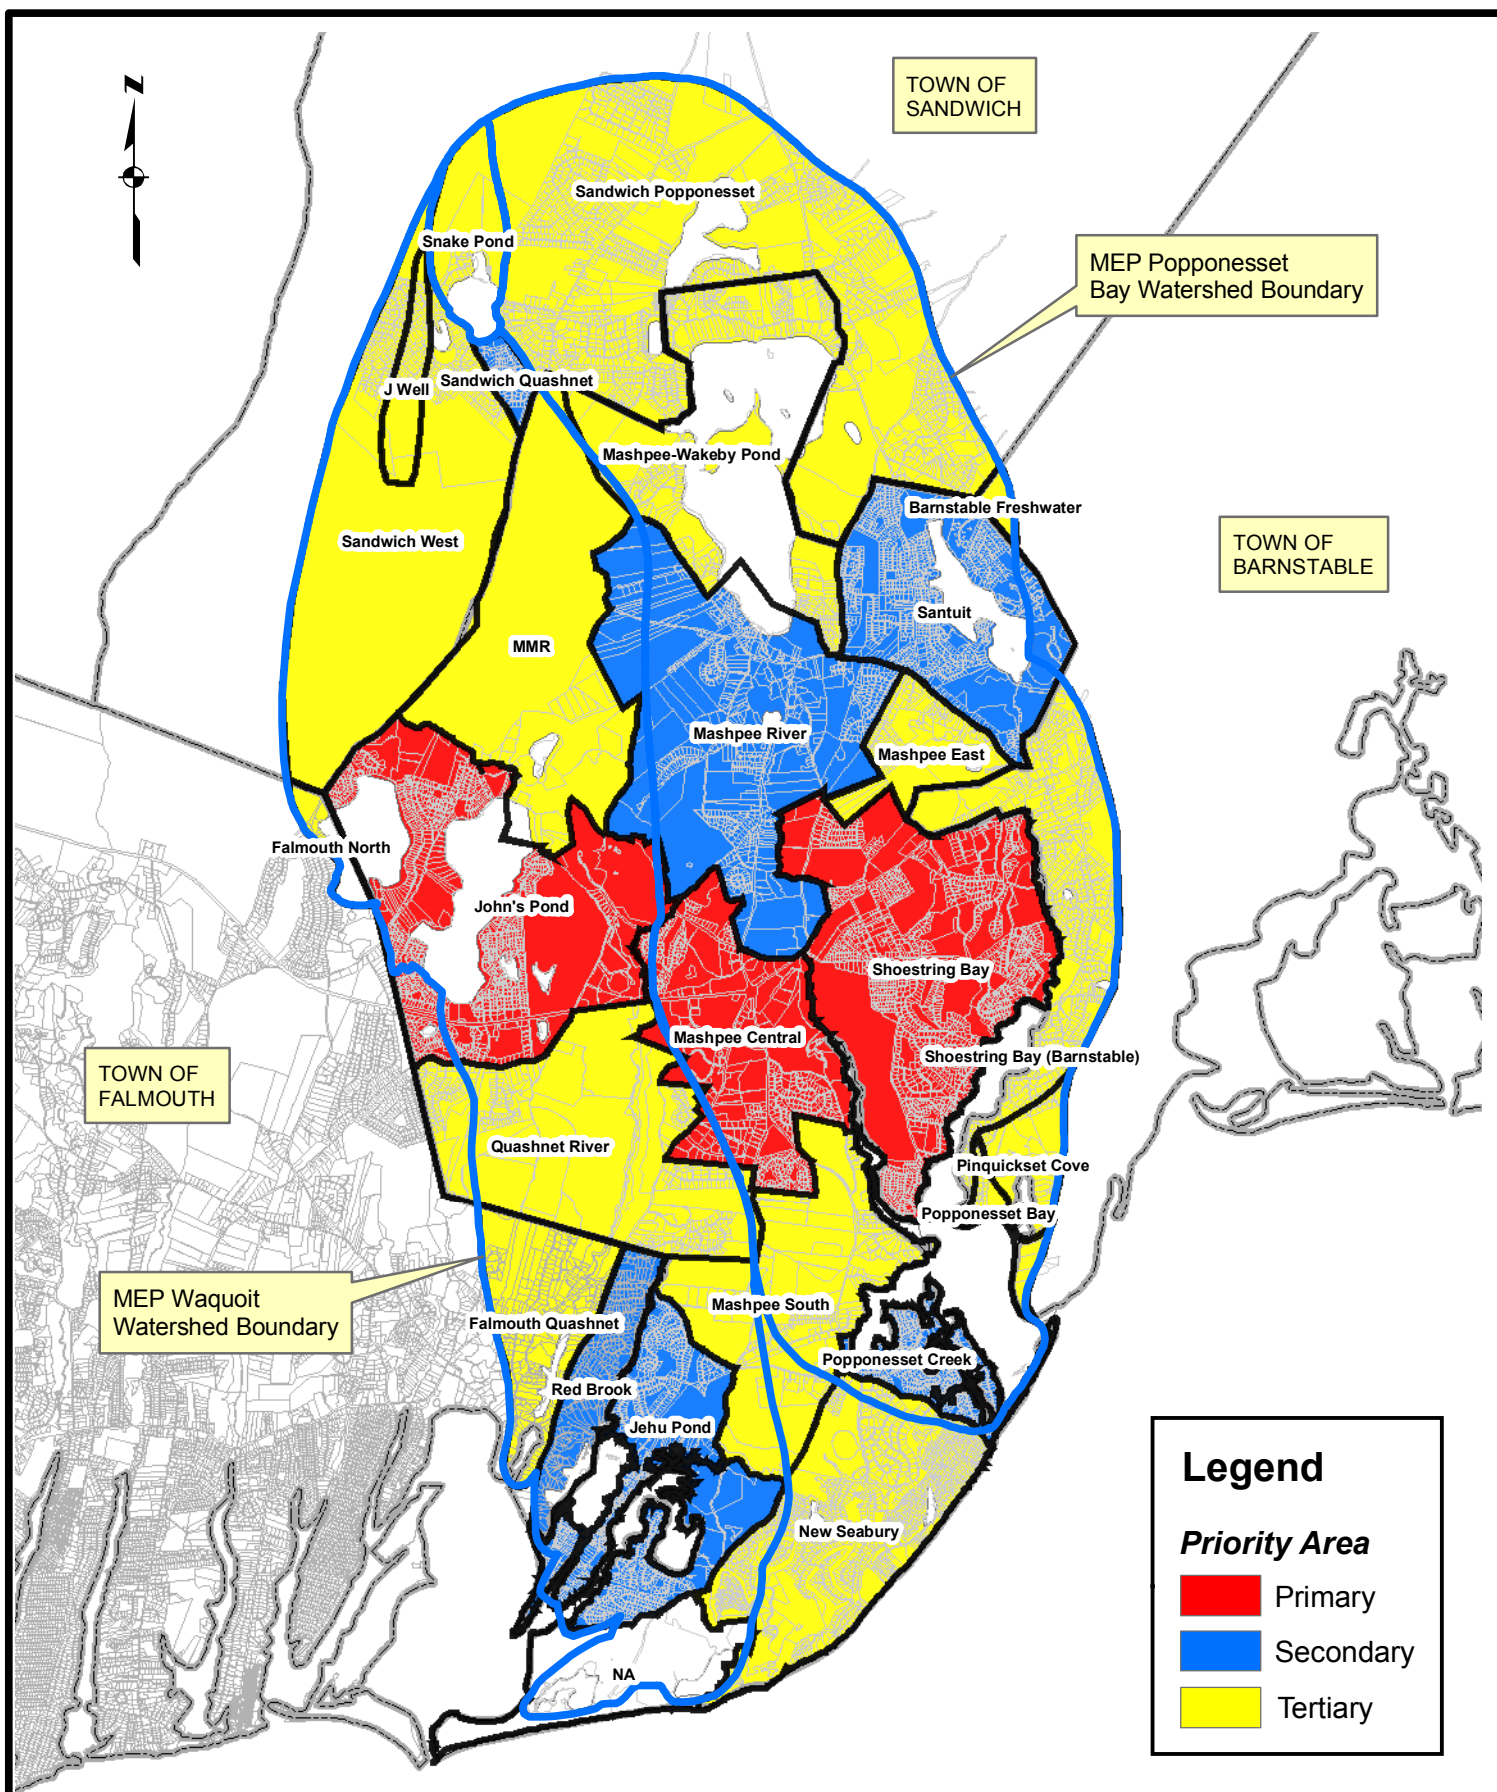 TOWN OF
SANDWICH
N
Sandwich Popponesset
Snake Pond
MEP Popponesset
Bay Watershed Boundary
Sandwich Quashnet
J Well
Mashpee-Wakeby Pond
Barnstable Freshwater
Sandwich West
TOWN OF
BARNSTABLE
Santuit
MMR
Mashpee River
Mashpee East
Falmouth North
John's Pond
Shoestring Bay
Mashpee Central
Shoestring Bay (Barnstable)
TOWN OF
FALMOUTH
Quashnet River
Pinquickset Cove
Popponesset Bay
MEP Waquoit
Watershed Boundary
Mashpee South
Falmouth Quashnet
Popponesset Creek
Red Brook
Jehu Pond
New Seabury
NA
Legend
Priority Area
Primary
Secondary
Tertiary